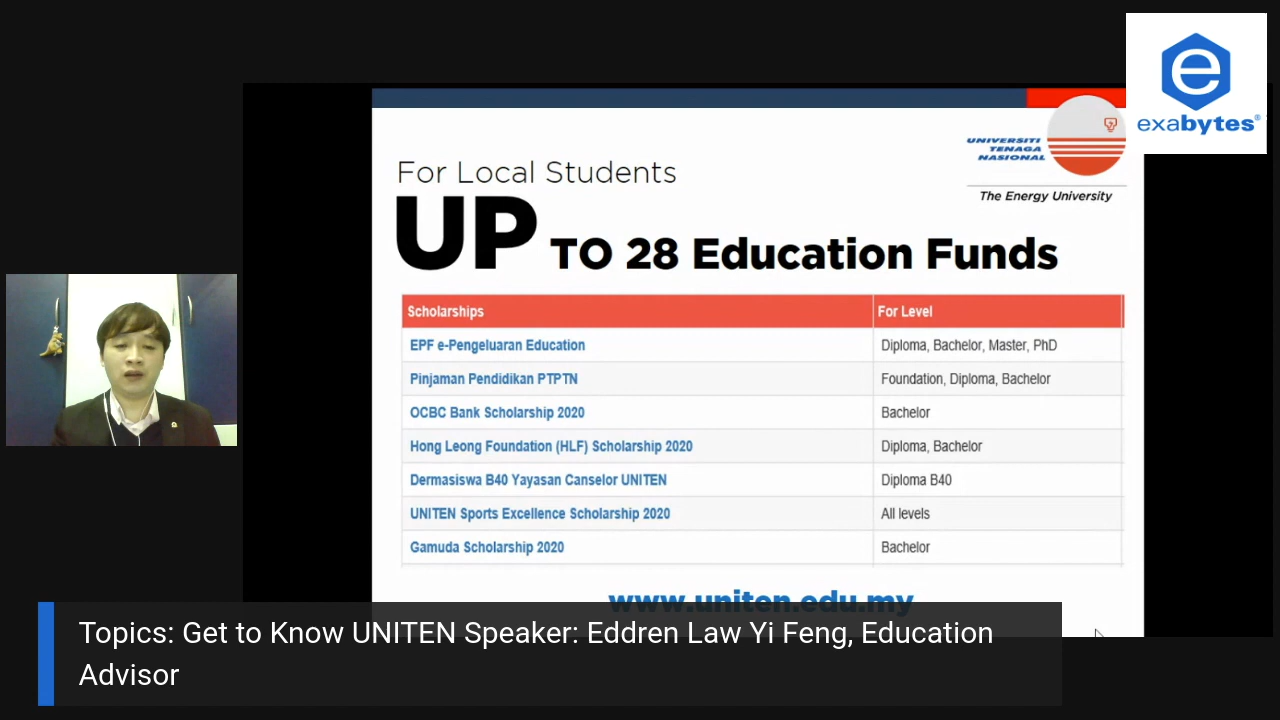 exabytes®
UNIVERSITI
TENAGA
NASIONAL
The Energy University
For Local Students
UP TO 28 Education Funds
Scholarships For Level
EPF e-Pengeluaran Education Diploma, Bachelor, Master, PhD
Pinjaman Pendidikan PTPTN Foundation, Diploma, Bachelor
OCBC Bank Scholarship 2020 Bachelor
Hong Leong Foundation (HLF) Scholarship 2020 Diploma, Bachelor
Dermasiswa B40 Yayasan Canselor UNITEN Diploma B40
UNITEN Sports Excellence Scholarship 2020 All levels
Gamuda Scholarship 2020 Bachelor
www.uniten.edu.my
Topics: Get to Know UNITEN Speaker: Eddren Law Yi Feng, Education
Advisor